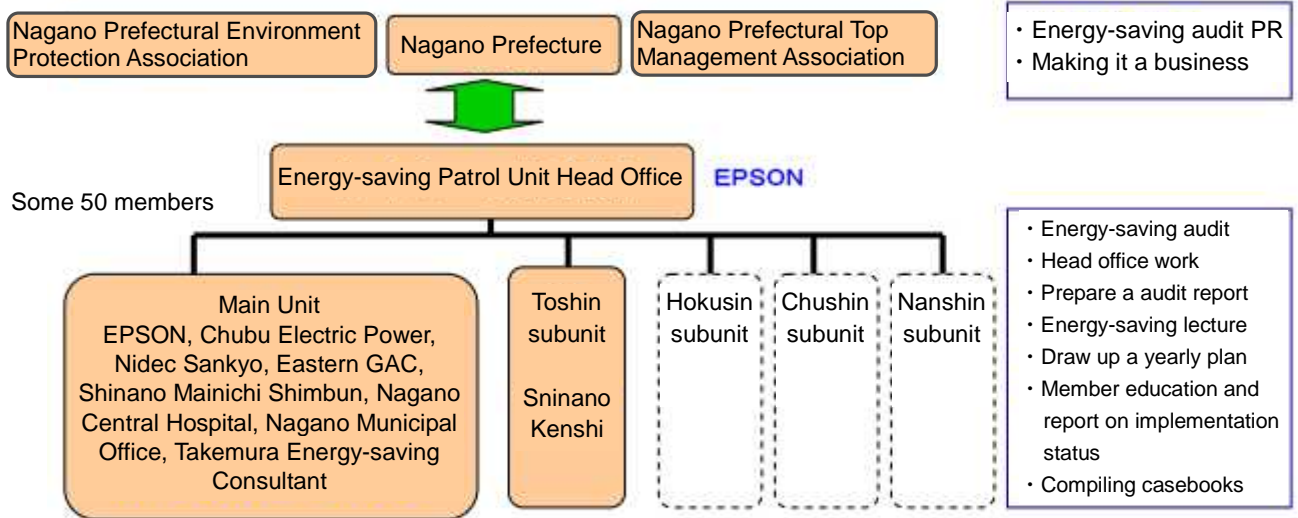 Nagano Prefectural Environment
Protection Association
Nagano Prefecture
Nagano Prefectural Top
Management Association
・Energy-saving audit PR
・Making it a business
Energy-saving Patrol Unit Head Office
EPSON
Some 50 members
Main Unit
EPSON, Chubu Electric Power,
Nidec Sankyo, Eastern GAC,
Shinano Mainichi Shimbun, Nagano
Central Hospital, Nagano Municipal
Office, Takemura Energy-saving
Consultant
Toshin
subunit
Sninano
Kenshi
Hokusin
subunit
Chushin
subunit
Nanshin
subunit
・Energy-saving audit
・Head office work
・Prepare a audit report
・Energy-saving lecture
・Draw up a yearly plan
・Member education and
report on implementation
status
・Compiling casebooks